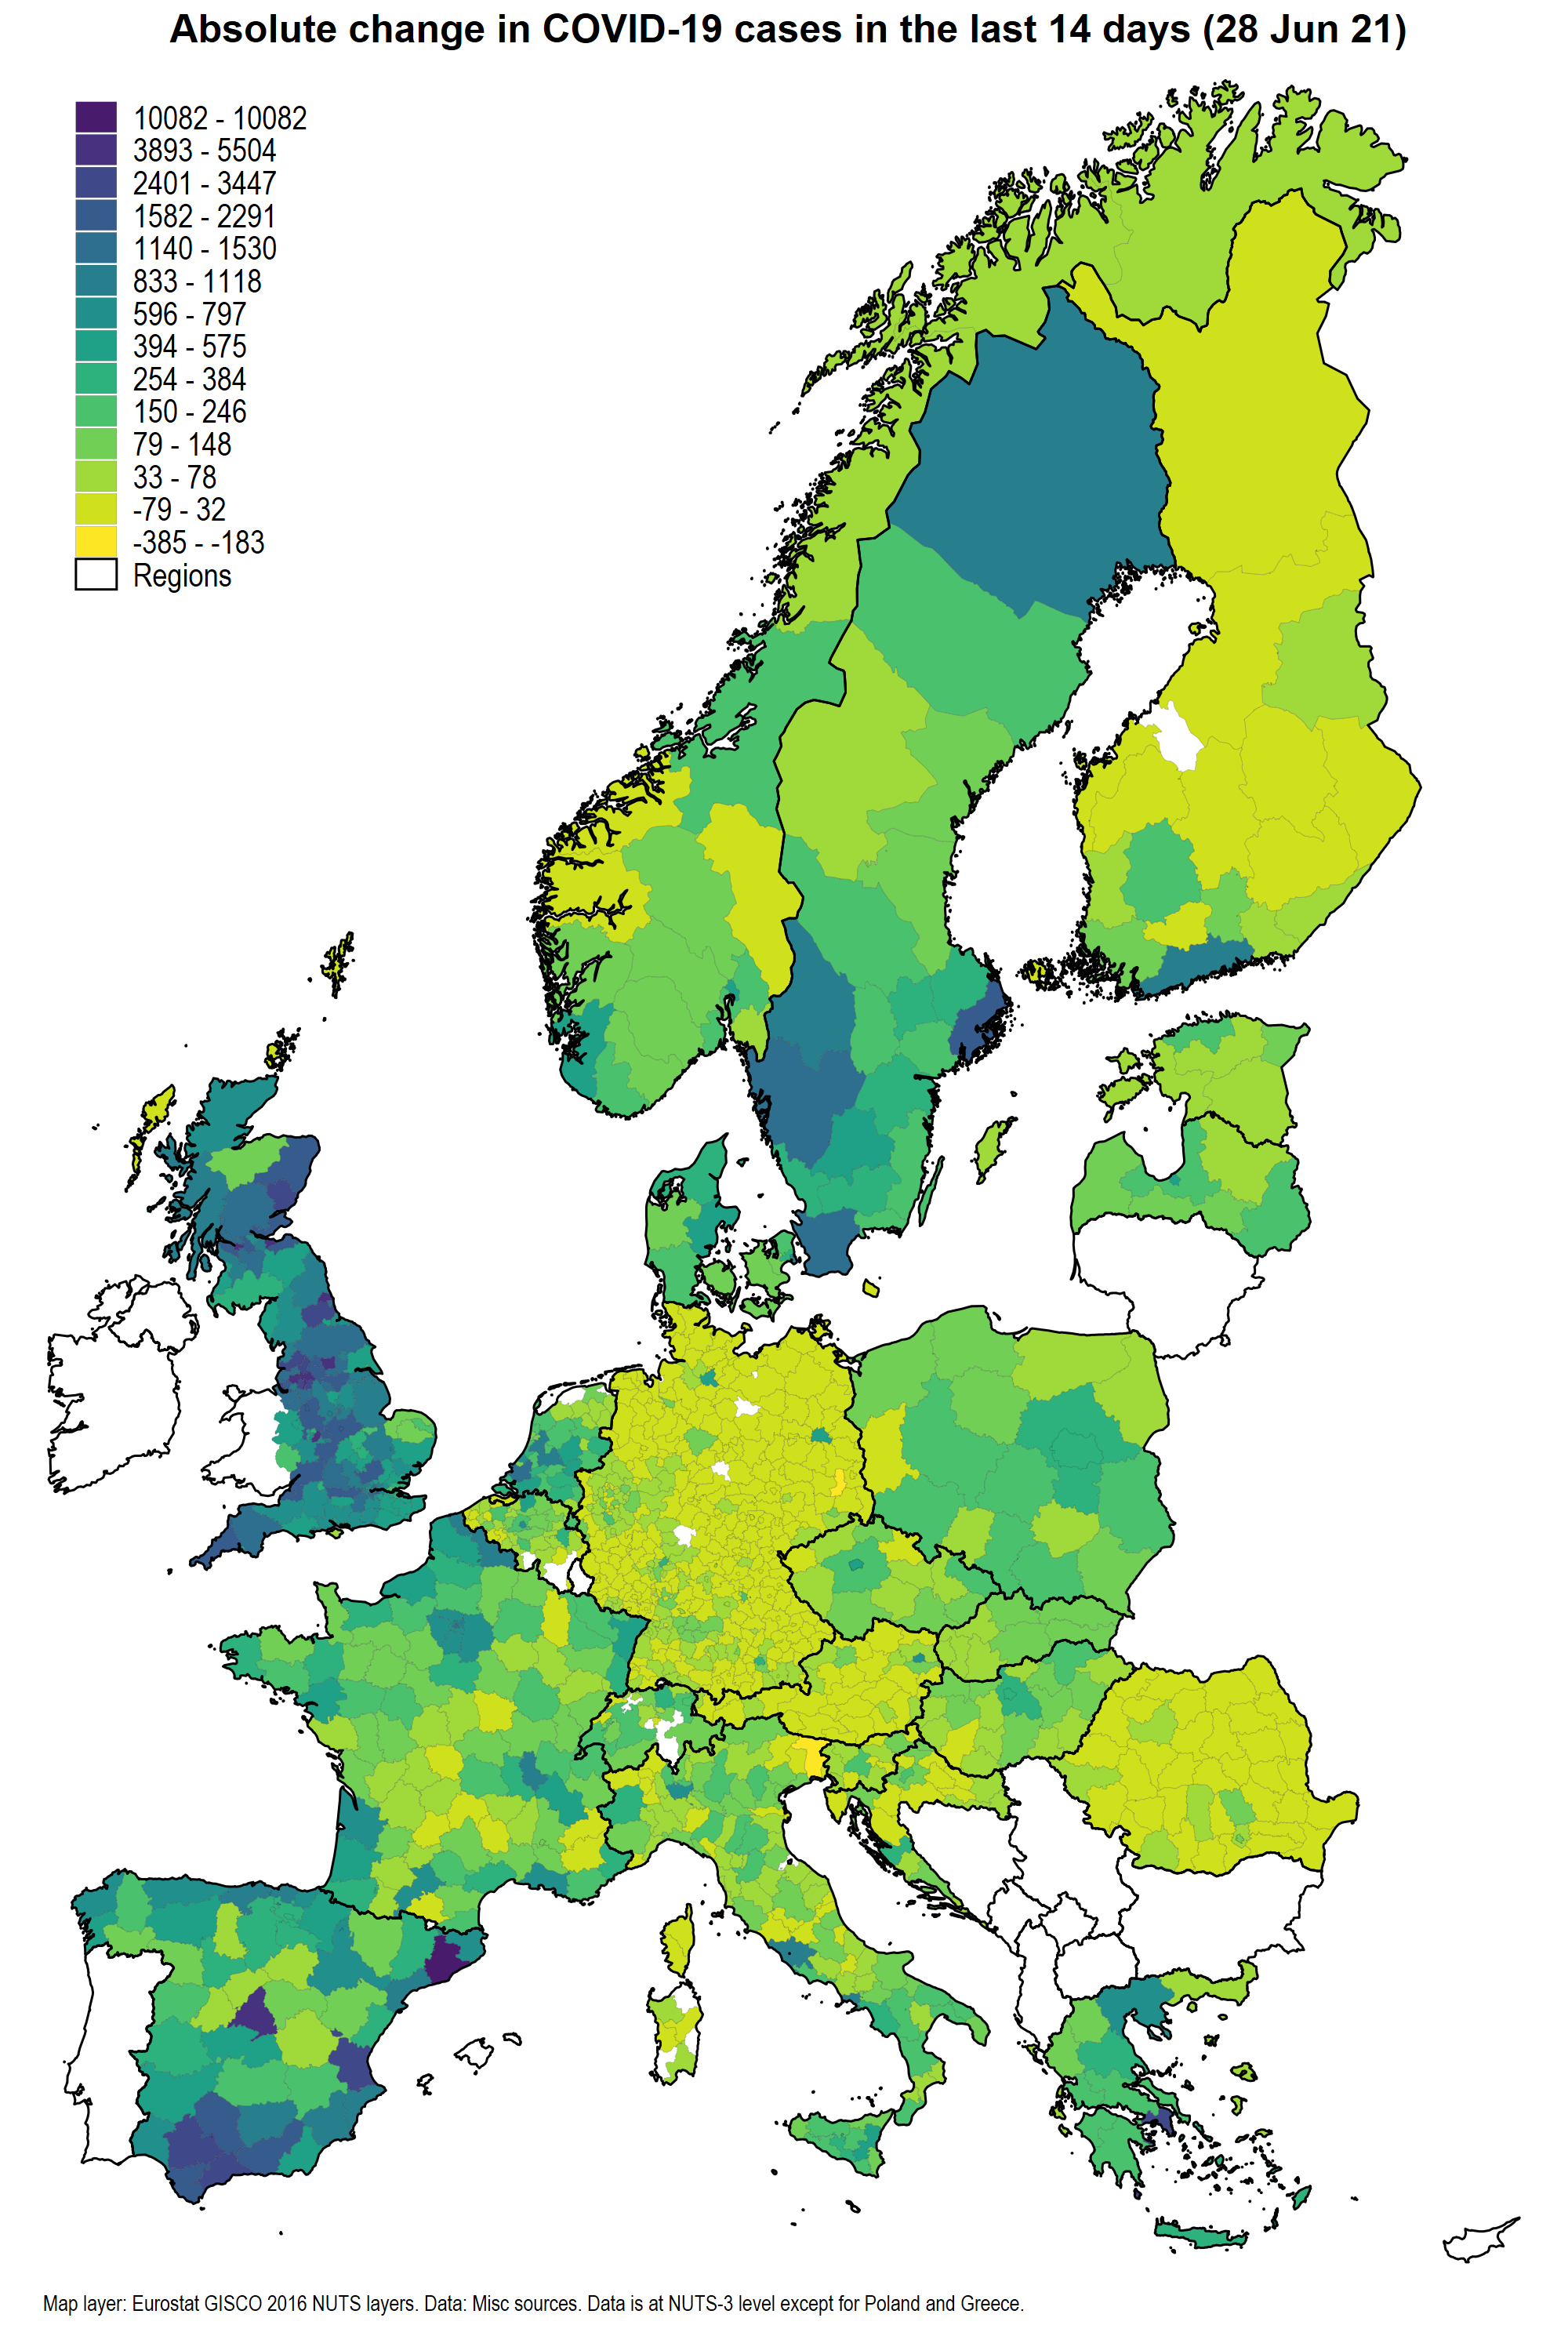 Absolute change in COVID-19 cases in the last 14 days (28 Jun 21)
10082 - 10082
3893 - 5504
2401 - 3447
1582 - 2291
1140 - 1530
833 - 1118
596 - 797
394 - 575
254 - 384
150 - 246
79 - 148
33 - 78
-79 - 32
-385 - -183
Regions
Map layer: Eurostat GISCO 2016 NUTS layers. Data: Misc sources. Data is at NUTS-3 level except for Poland and Greece.